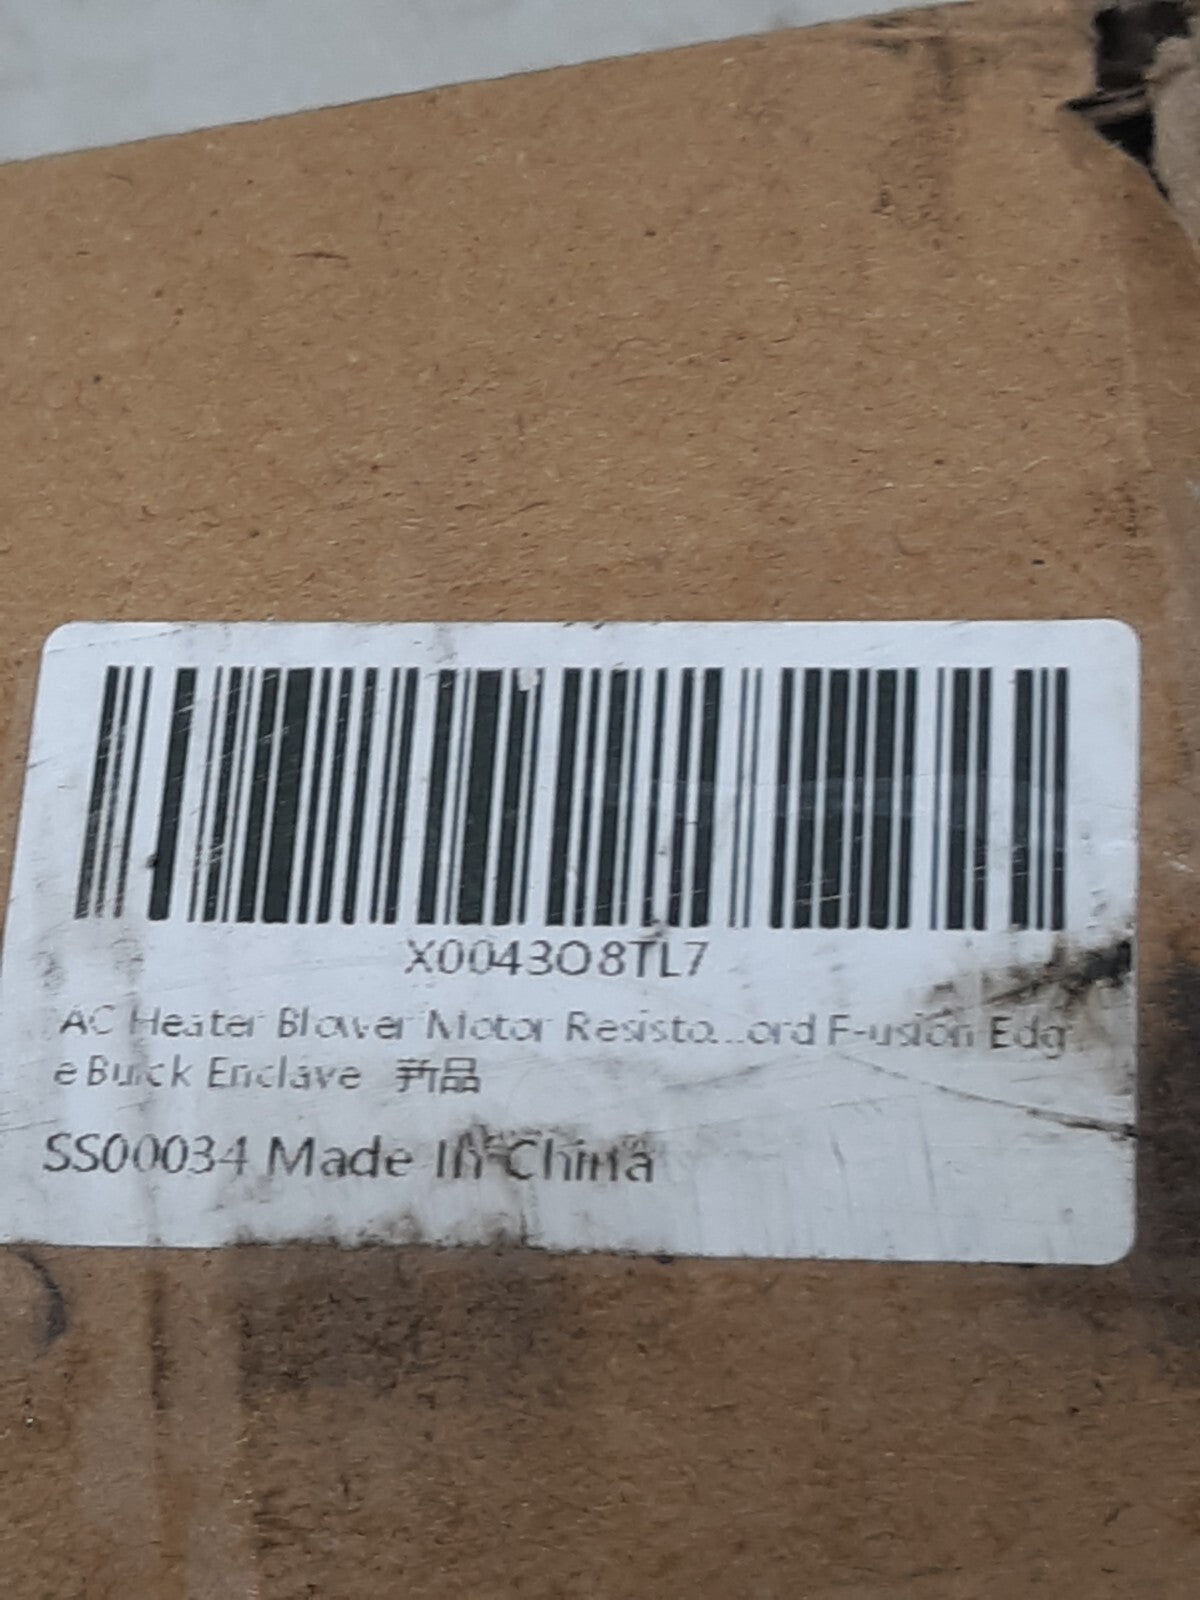 X0043O8TL7
AC Heater Blower Motor Resisto...ord F-usion Edg
e Buick Enclave 新品
SS00034 Made In China